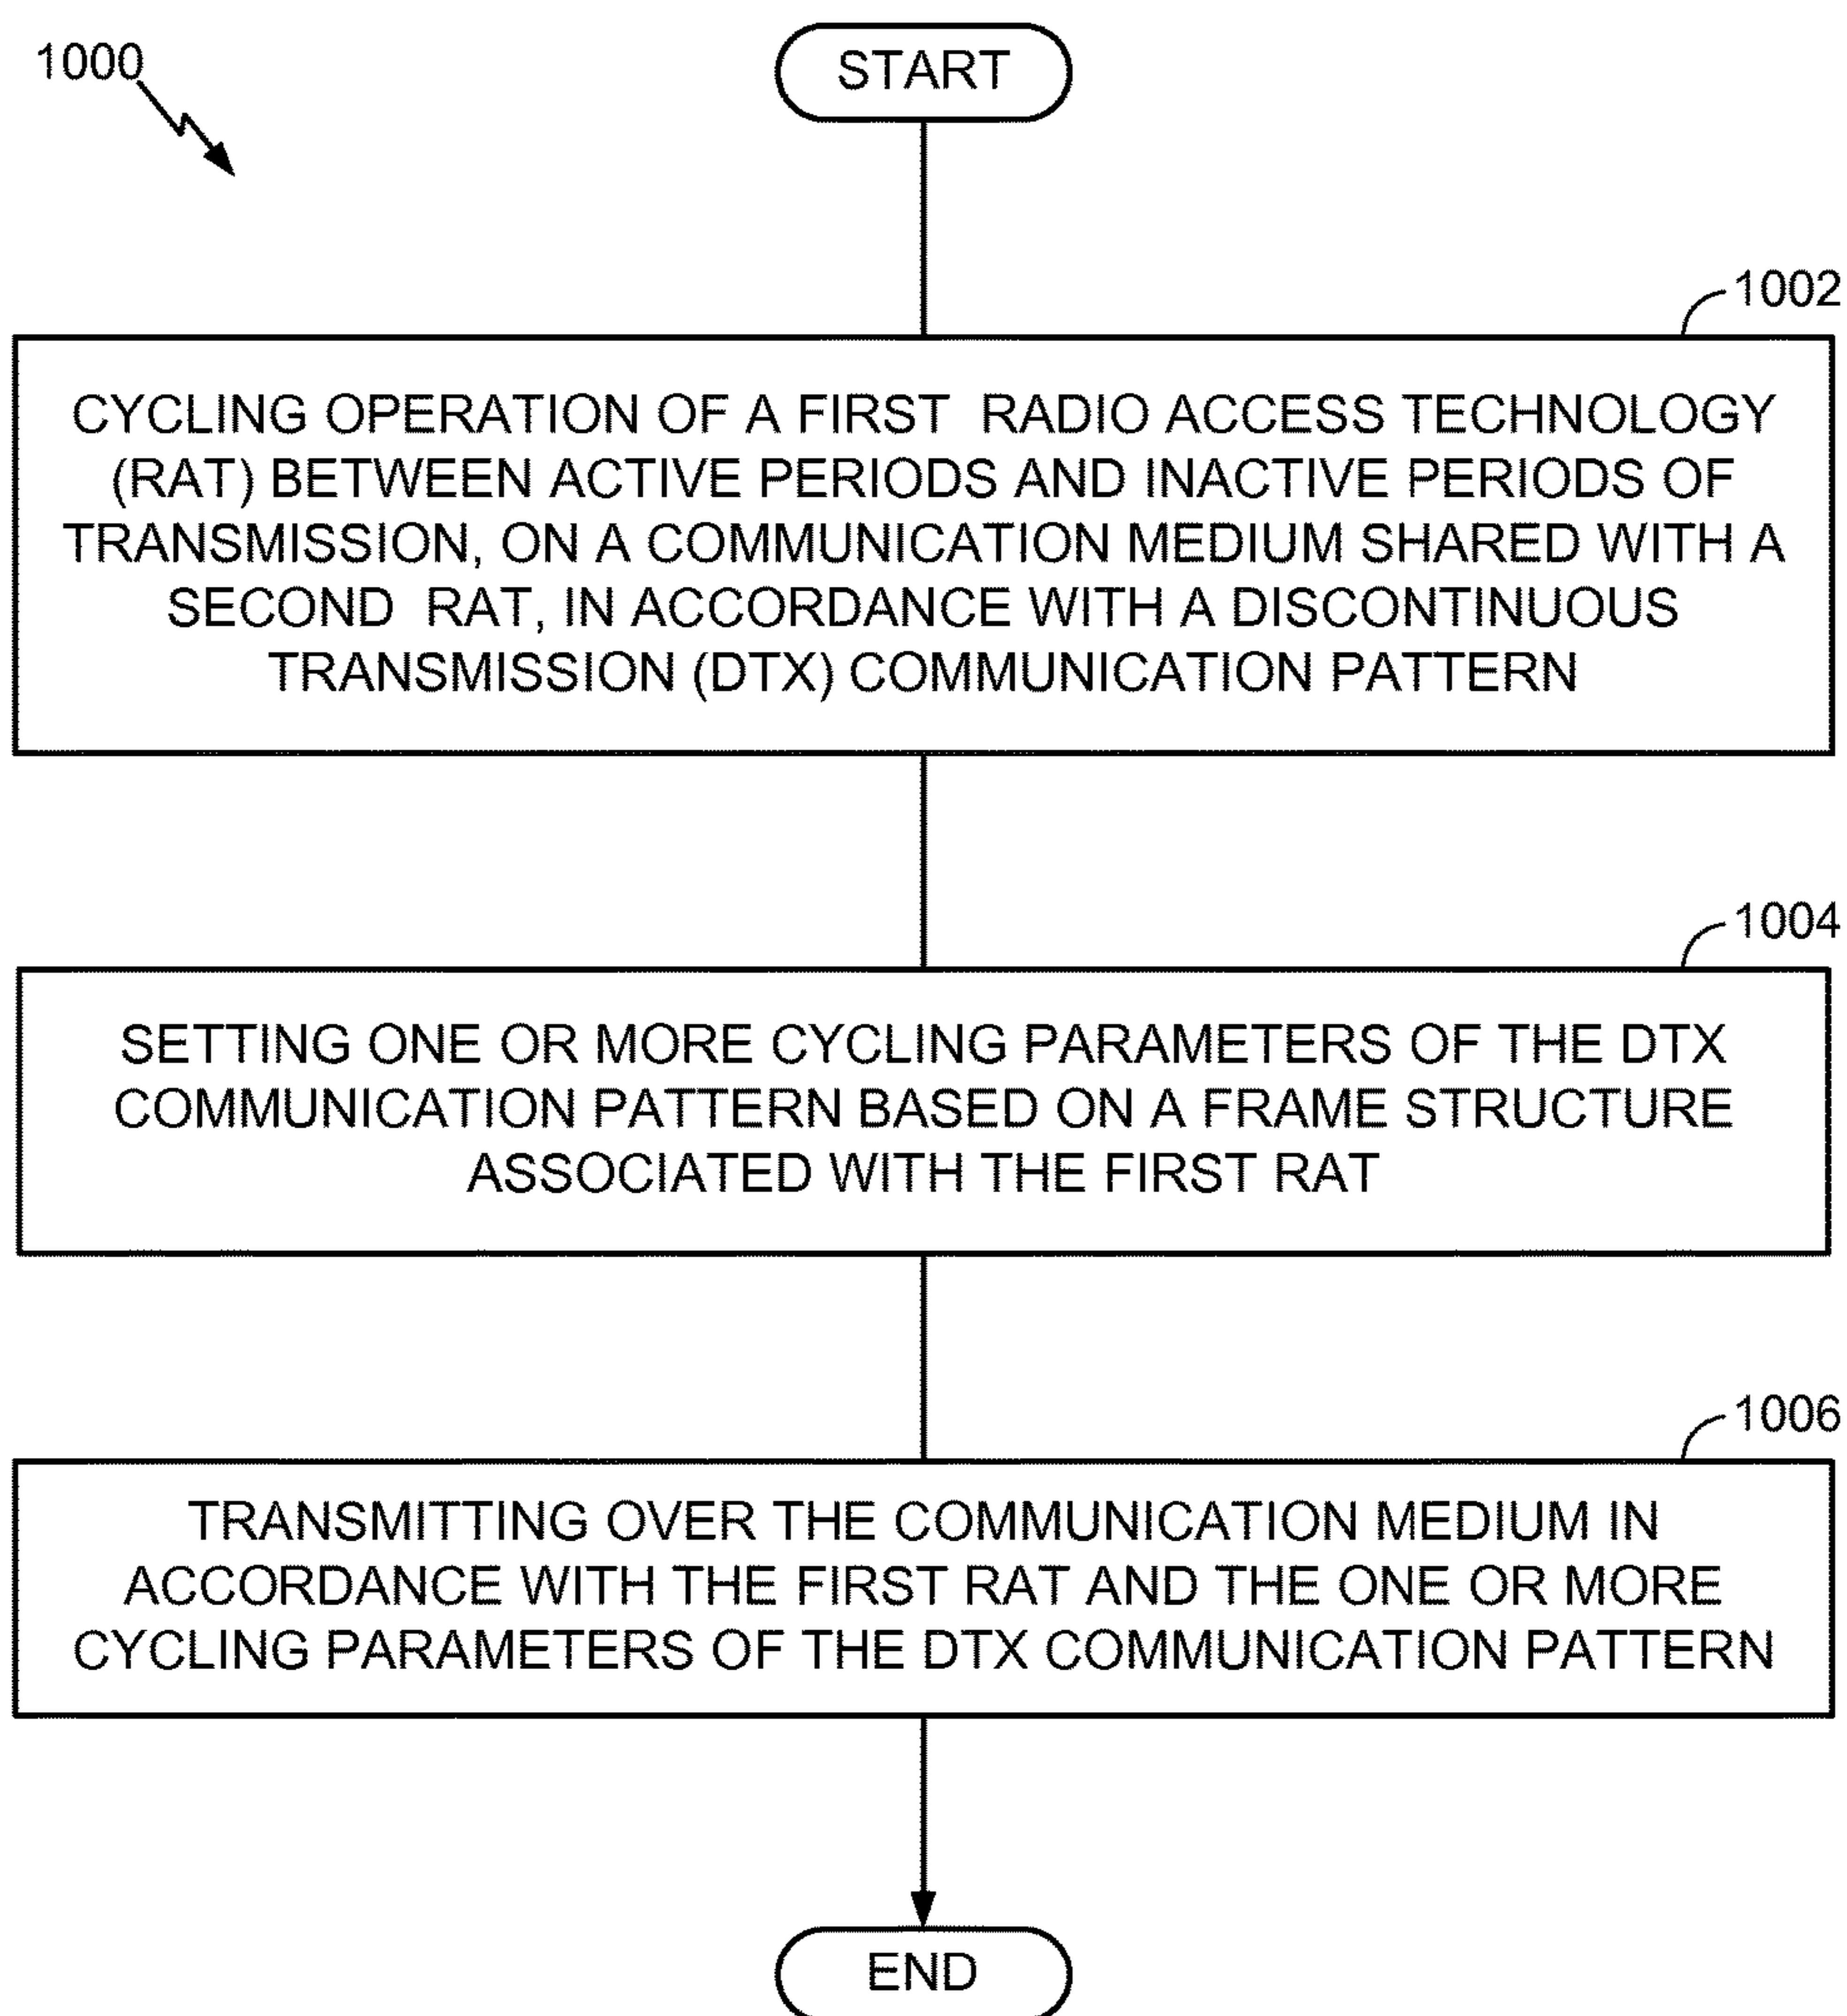 1000
START
1002
CYCLING OPERATION OF A FIRST RADIO ACCESS TECHNOLOGY
(RAT) BETWEEN ACTIVE PERIODS AND INACTIVE PERIODS OF
TRANSMISSION, ON A COMMUNICATION MEDIUM SHARED WITH A
SECOND RAT, IN ACCORDANCE WITH A DISCONTINUOUS
TRANSMISSION (DTX) COMMUNICATION PATTERN
1004
SETTING ONE OR MORE CYCLING PARAMETERS OF THE DTX
COMMUNICATION PATTERN BASED ON A FRAME STRUCTURE
ASSOCIATED WITH THE FIRST RAT
1006
TRANSMITTING OVER THE COMMUNICATION MEDIUM IN
ACCORDANCE WITH THE FIRST RAT AND THE ONE OR MORE
CYCLING PARAMETERS OF THE DTX COMMUNICATION PATTERN
END